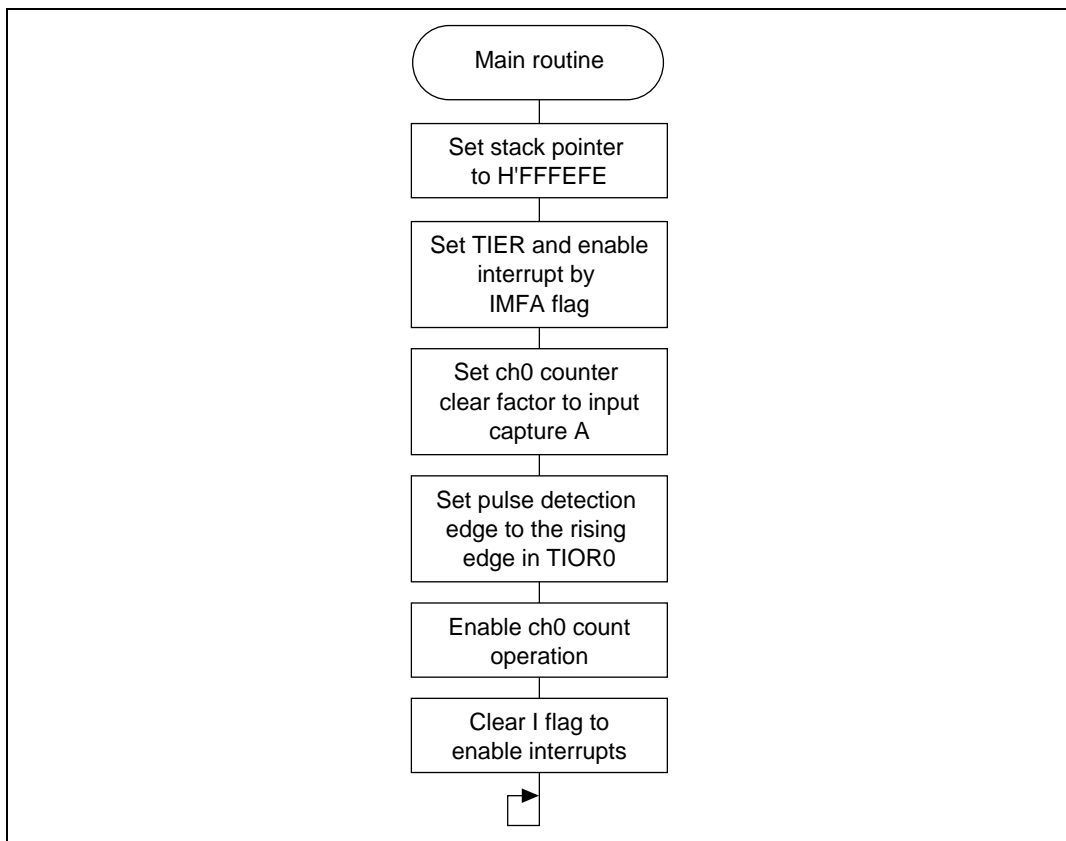 Main routine
Set stack pointer
to H'FFFEFE
Set TIER and enable
interrupt by
IMFA flag
Set ch0 counter
clear factor to input
capture A
Set pulse detection
edge to the rising
edge in TIOR0
Enable ch0 count
operation
Clear I flag to
enable interrupts